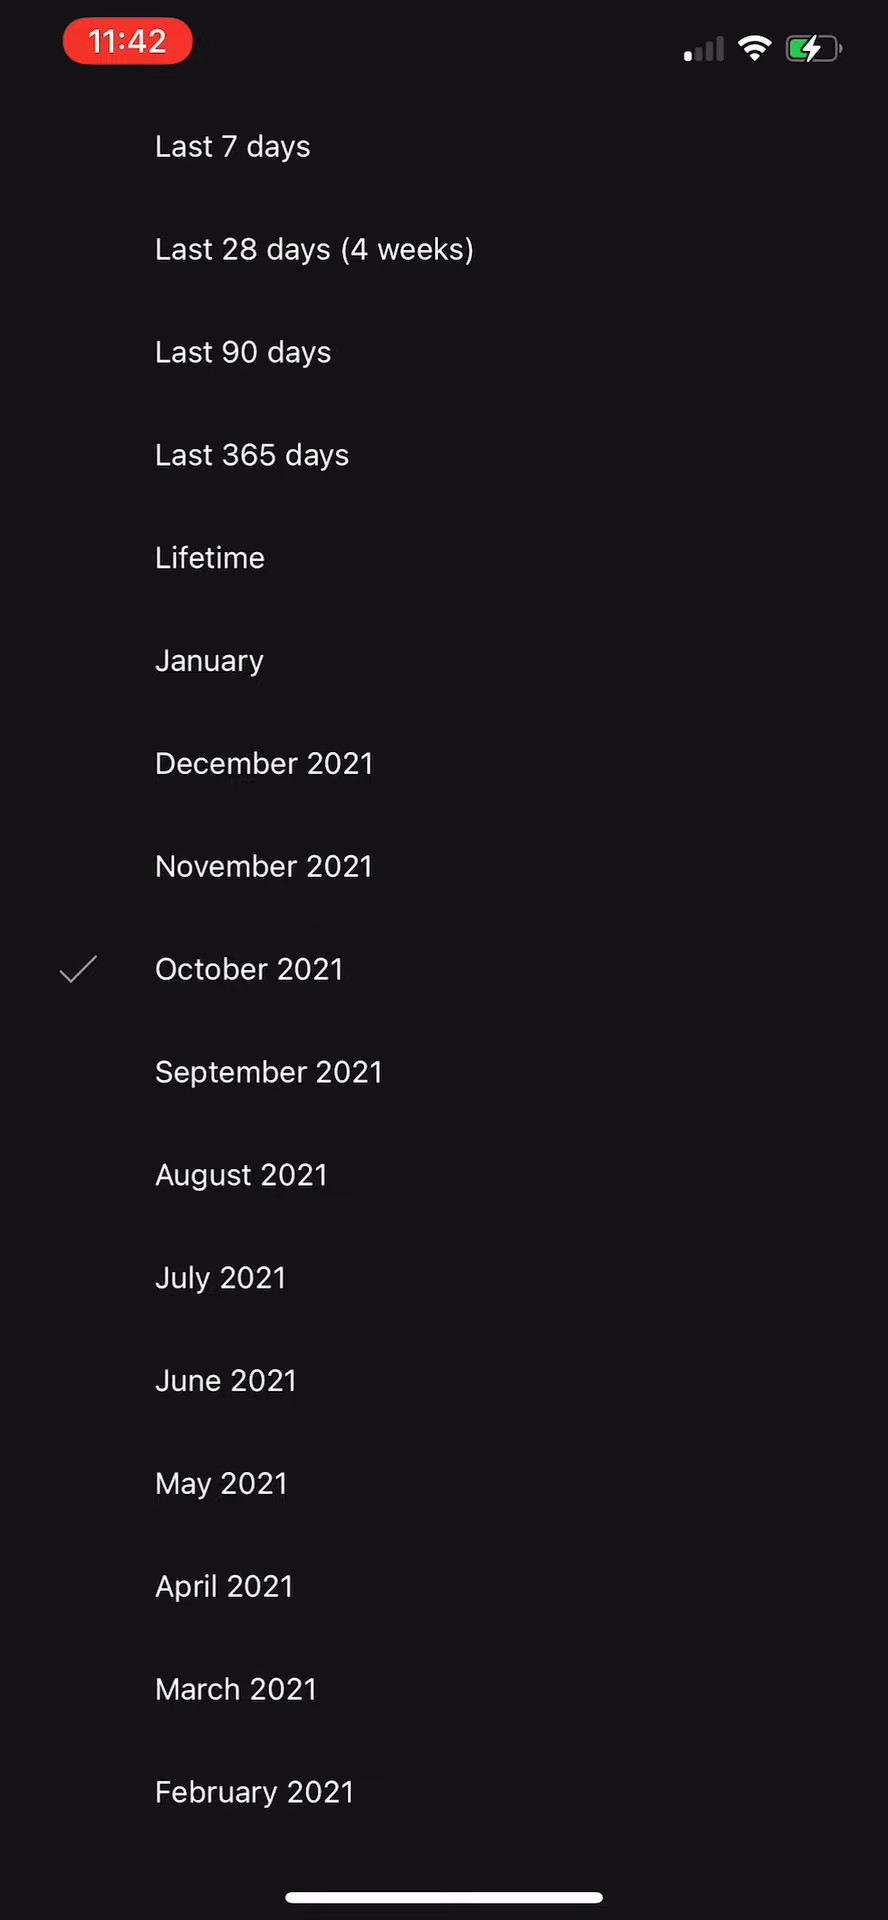 11:42
Last 7 days
Last 28 days (4 weeks)
Last 90 days
Last 365 days
Lifetime
January
December 2021
November 2021
October 2021
September 2021
August 2021
July 2021
June 2021
May 2021
April 2021
March 2021
February 2021